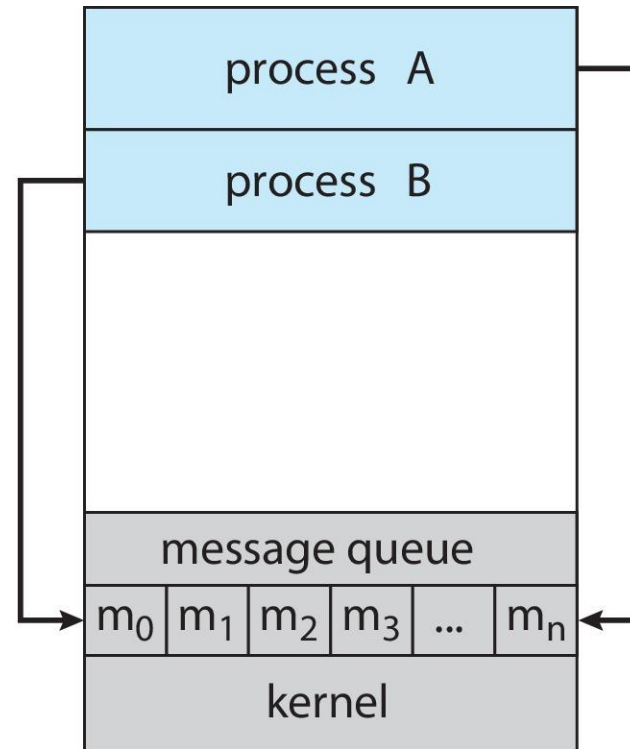 process A
process B
message queue
m₀ m₁ m₂ m₃ ... mₙ
kernel